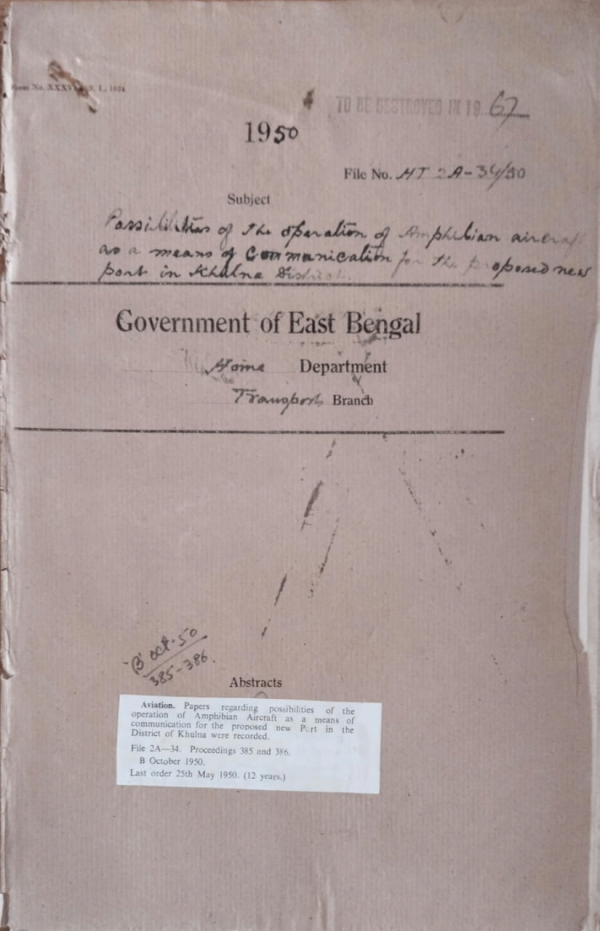 TO BE DESTROYED IN 19 67
1950
File No. HT 2A-34/50
Subject
Possibilities of the operation of Amphibian aircraft
as a means of Communication for the proposed new
port in Khulna District.
Government of East Bengal
Home Department
Transport Branch
'B' Oct. 50
385-386
Abstracts
Aviation. Papers regarding possibilities of the
operation of Amphibian Aircraft as a means of
communication for the proposed new Port in the
District of Khulna were recorded.
File 2A—34. Proceedings 385 and 386.
B October 1950.
Last order 25th May 1950. (12 years.)